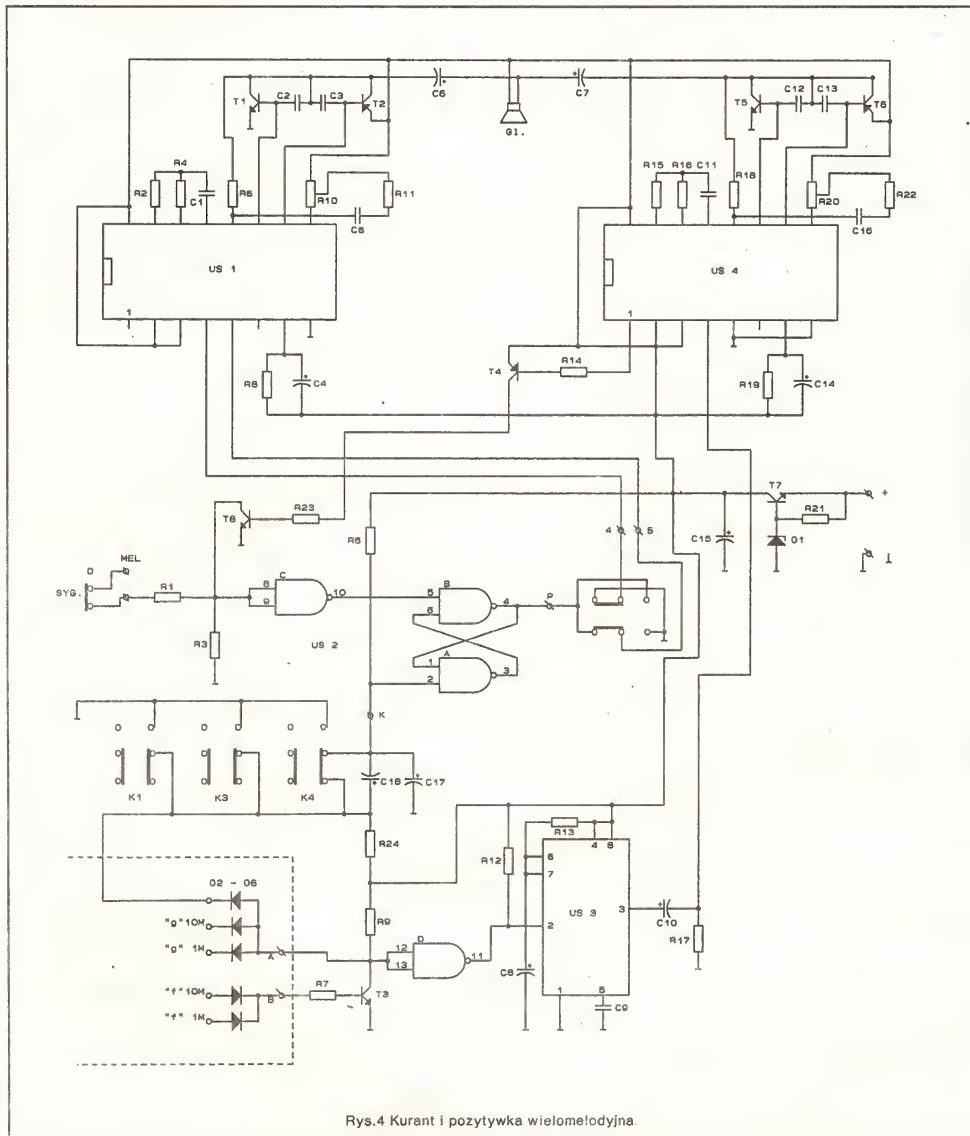 C6 C7
T1 C2 C3 T2 T5 C12 C13 T6
Gł.
R4
R2 C1 R6 R10 R11 R15 R16 C11 R18 R20 R22
C5 C16
US 1 US 4
1 1
R8 C4 T4 R14 R19 C14
T7
+
T8 R23 R5 4 5 C15 R21
D1
MEL
O
SYG. R1 8 C 10 5 B 4 P
9 6
R3 US 2 A
1 3
2
K
K1 K3 K4 C18 C17
R24 R13
R12 4 8
D2 - D6 6
7
"g" 10M R9 US 3 3
C10
"g" 1M A 12 D 11 2
13 R17
"f" 10M R7 C8
B T3
"f" 1M 1 5
C9
Rys.4 Kurant i pozytywka wielomelodyjna.